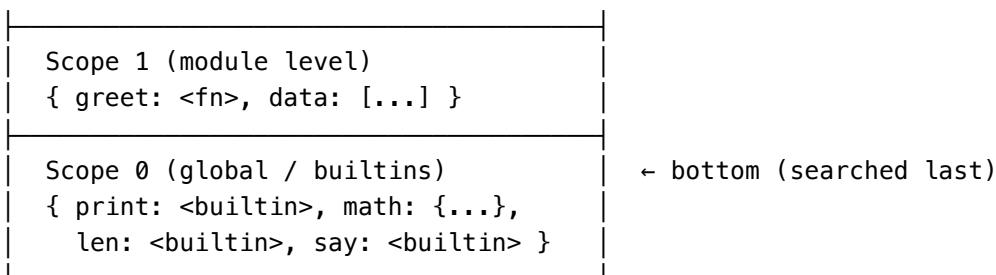 Scope 1 (module level)
{ greet: <fn>, data: [...] }
Scope 0 (global / builtins) ← bottom (searched last)
{ print: <builtin>, math: {...},
len: <builtin>, say: <builtin> }